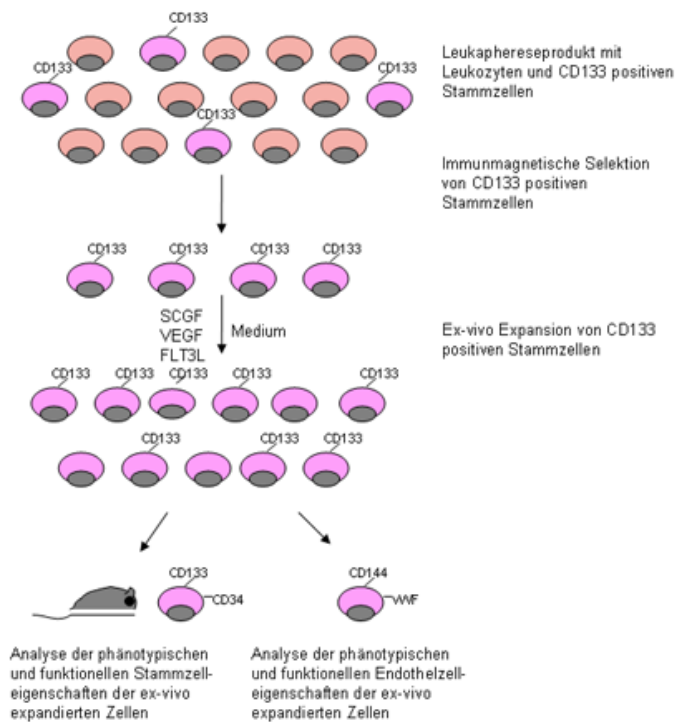 CD133
CD133
CD133
CD133
Leukaphereseprodukt mit
Leukozyten und CD133 positiven
Stammzellen
Immunmagnetische Selektion
von CD133 positiven
Stammzellen
CD133
CD133
CD133
CD133
SCGF
VEGF
FLT3L
Medium
Ex-vivo Expansion von CD133
positiven Stammzellen
CD133
CD133
CD133
CD133
CD133
CD133
CD133
CD133
CD133
CD34
CD144
vWF
Analyse der phänotypischen
und funktionellen Stammzell-
eigenschaften der ex-vivo
expandierten Zellen
Analyse der phänotypischen
und funktionellen Endothelzell-
eigenschaften der ex-vivo
expandierten Zellen